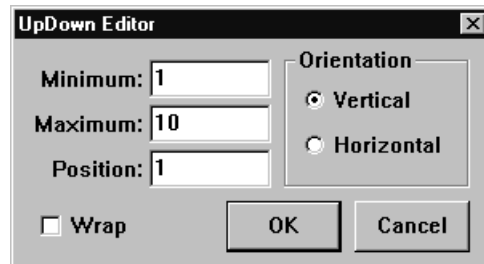 UpDown Editor
Minimum: 1
Maximum: 10
Position: 1
Orientation
Vertical
Horizontal
Wrap
OK
Cancel